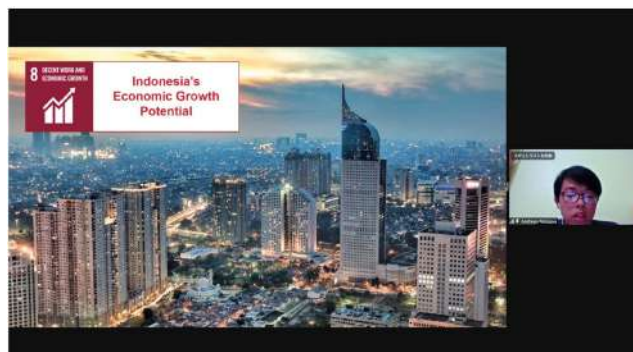 8 DECENT WORK AND
ECONOMIC GROWTH
Indonesia's
Economic Growth
Potential